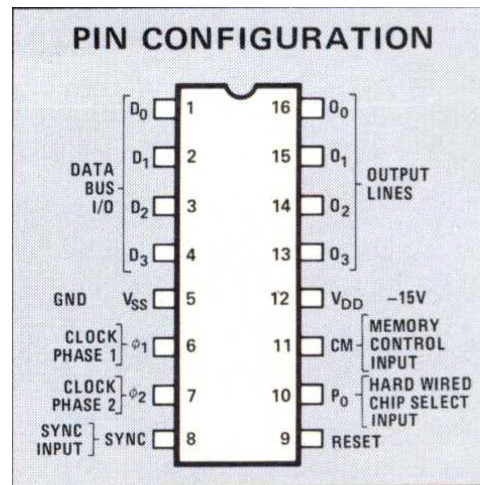 PIN CONFIGURATION
D0 1 16 O0
D1 2 15 O1
DATA BUS I/O
OUTPUT LINES
D2 3 14 O2
D3 4 13 O3
GND VSS 5 12 VDD -15V
CLOCK PHASE 1 φ1 6 11 CM MEMORY CONTROL INPUT
CLOCK PHASE 2 φ2 7 10 P0 HARD WIRED CHIP SELECT INPUT
SYNC INPUT SYNC 8 9 RESET